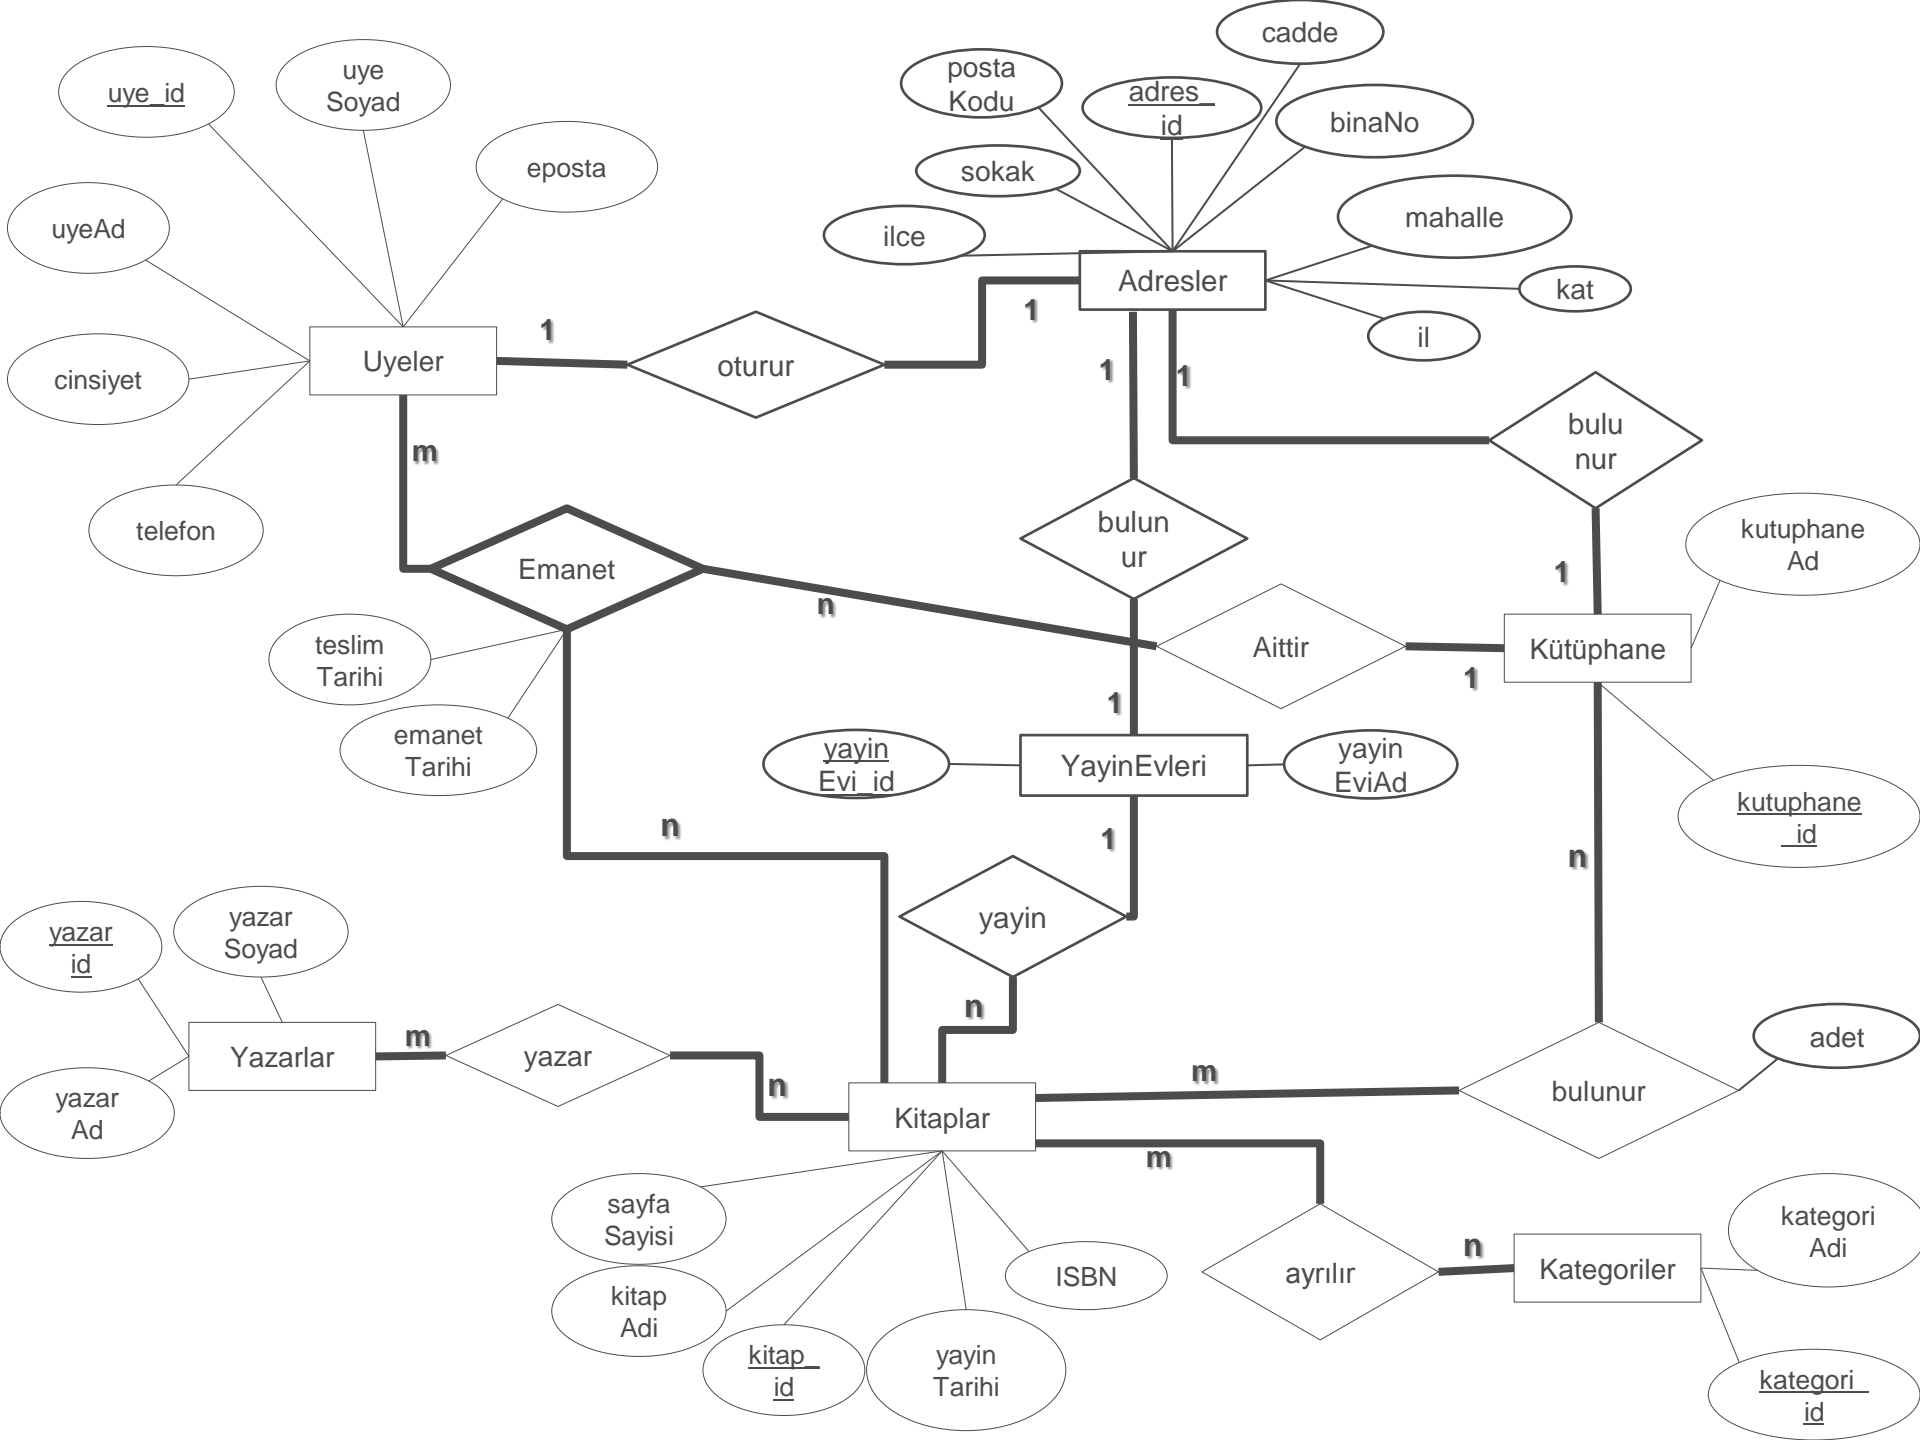 cadde
posta
Kodu
adres_
id
binaNo
uye_id
uye
Soyad
eposta
sokak
mahalle
uyeAd
ilce
Adresler
kat
il
1
1
Uyeler
oturur
1
1
cinsiyet
bulu
nur
m
telefon
Emanet
bulun
ur
kutuphane
Ad
1
n
teslim
Tarihi
Aittir
Kütüphane
1
1
emanet
Tarihi
yayin
Evi_id
YayinEvleri
yayin
EviAd
kutuphane
_id
n
1
n
yazar
id
yazar
Soyad
yayin
n
m
Yazarlar
yazar
n
m
adet
bulunur
yazar
Ad
Kitaplar
m
sayfa
Sayisi
ISBN
ayrılır
n
Kategoriler
kategori
Adi
kitap
Adi
kitap_
id
yayin
Tarihi
kategori_
id